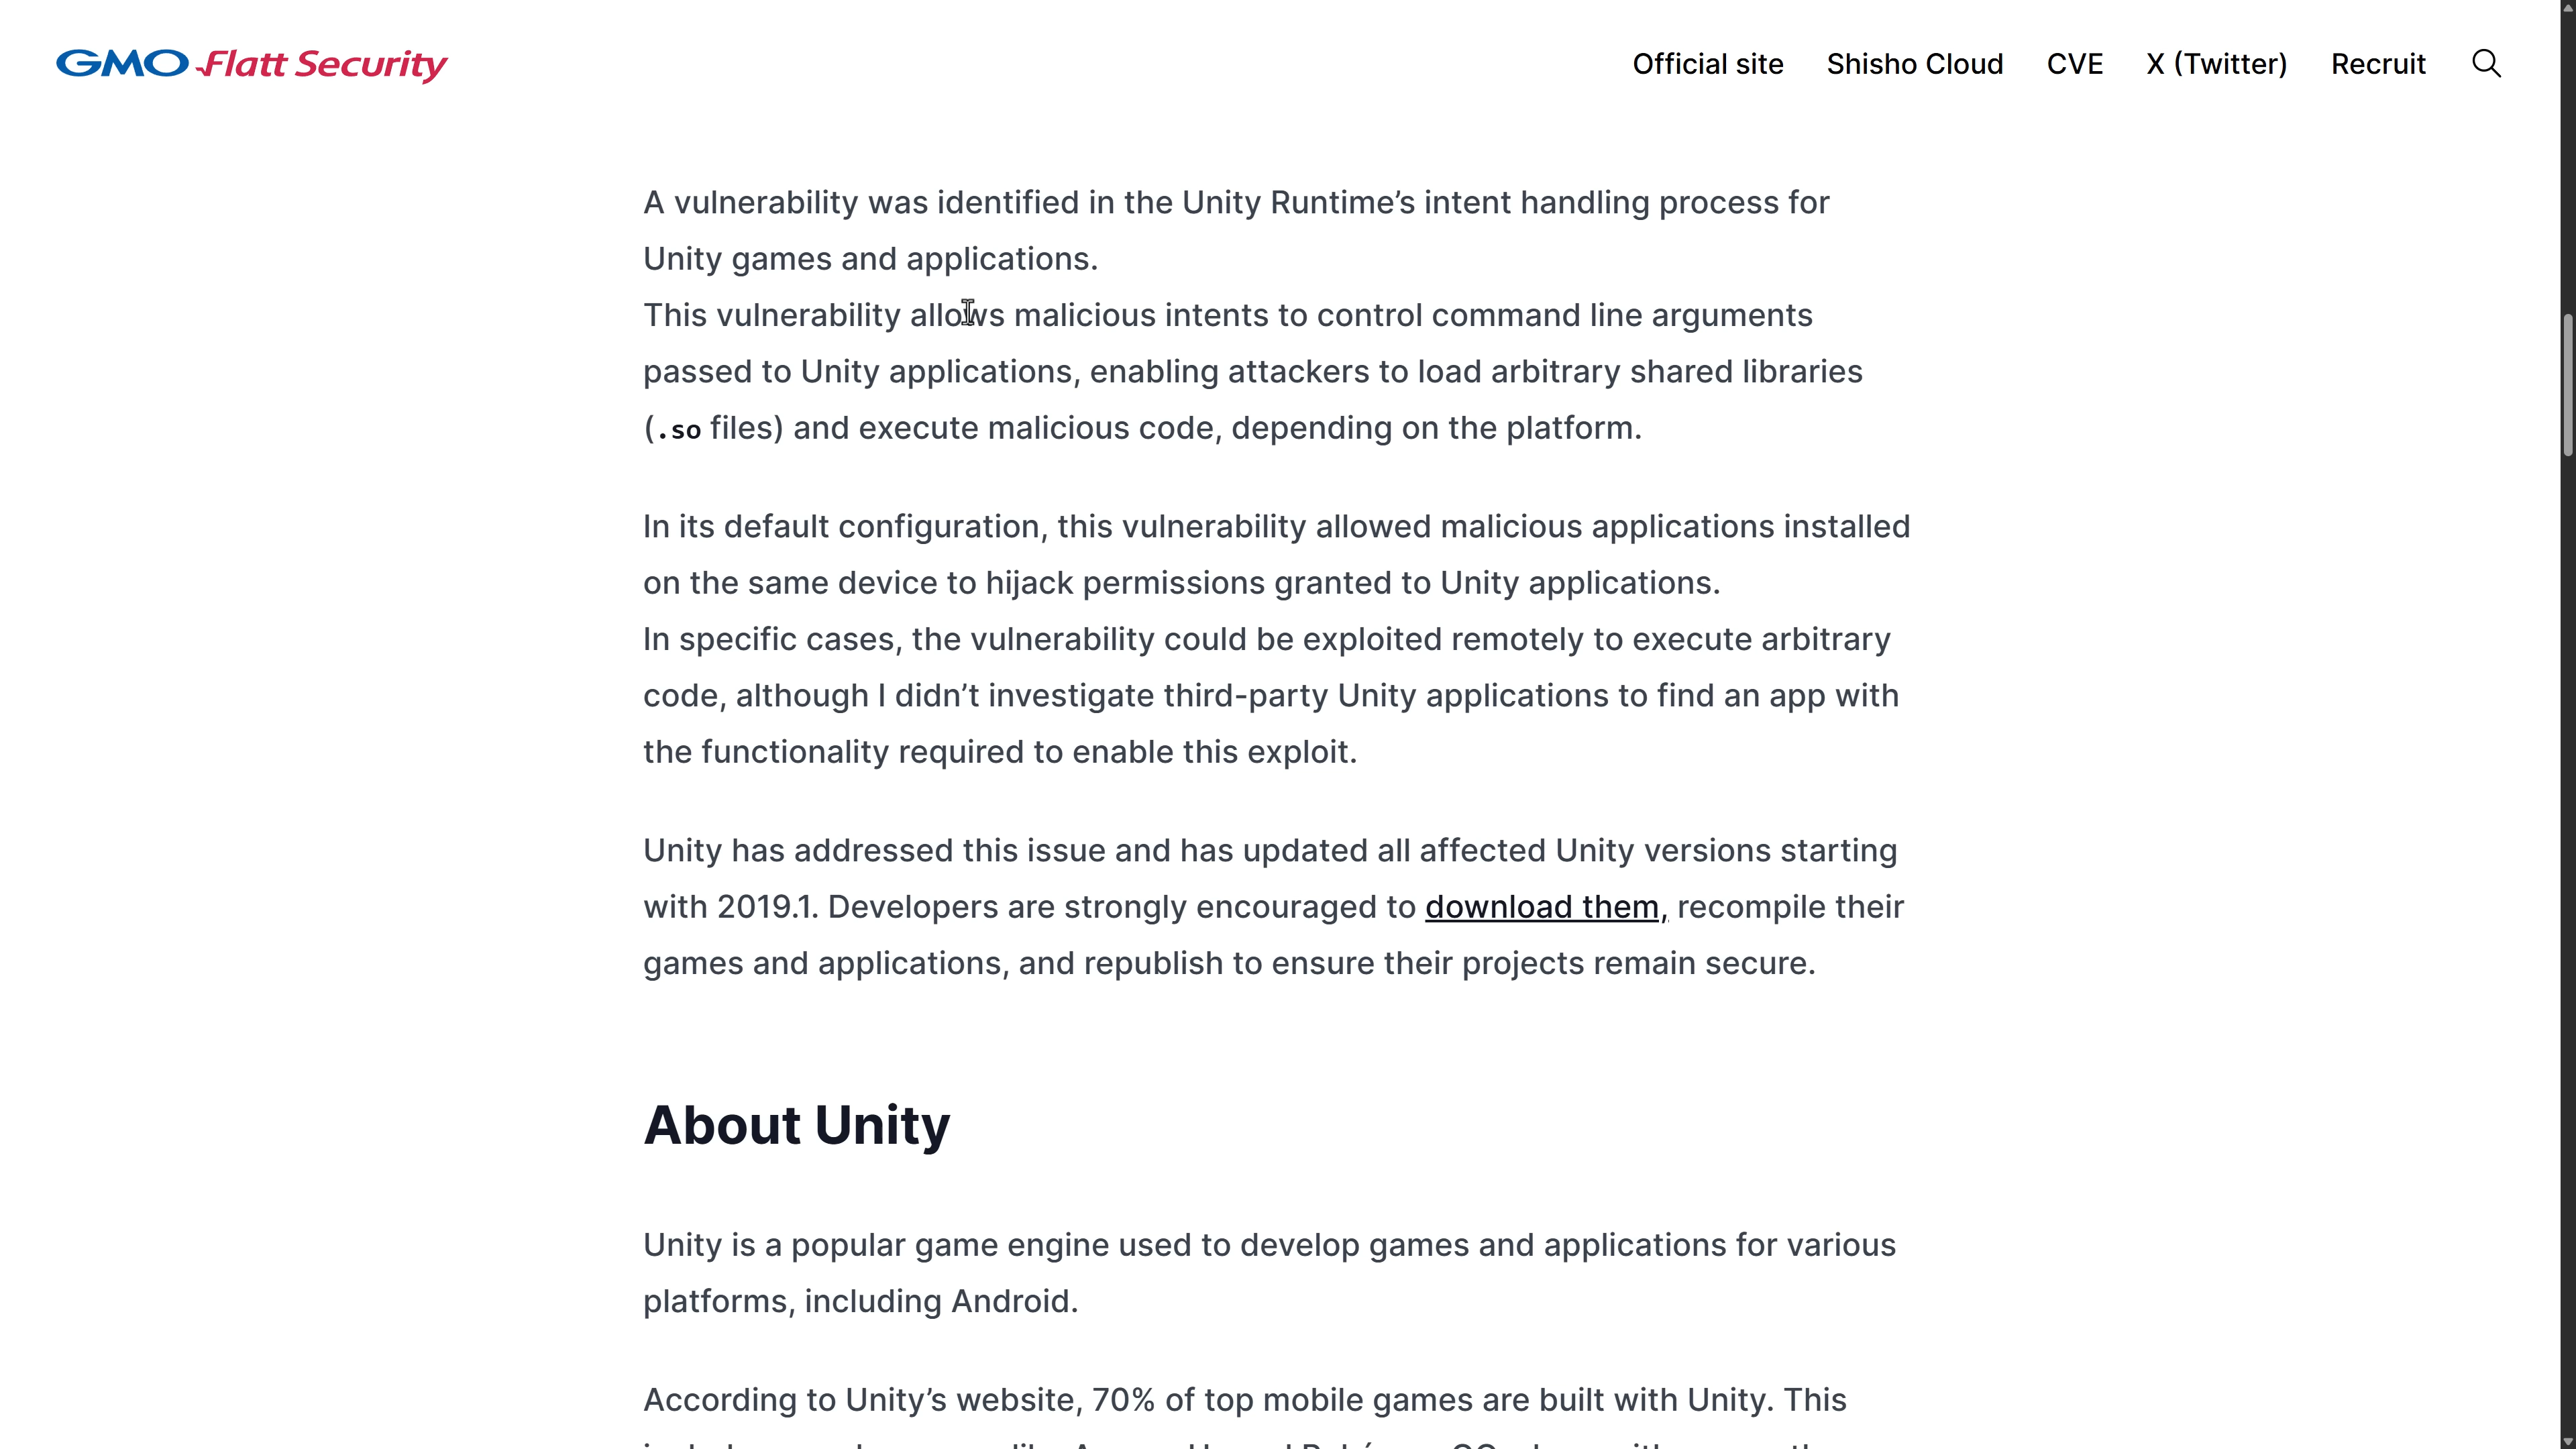 GMO Flatt Security
Official site Shisho Cloud CVE X (Twitter) Recruit
A vulnerability was identified in the Unity Runtime’s intent handling process for
Unity games and applications.
This vulnerability allows malicious intents to control command line arguments
passed to Unity applications, enabling attackers to load arbitrary shared libraries
(.so files) and execute malicious code, depending on the platform.
In its default configuration, this vulnerability allowed malicious applications installed
on the same device to hijack permissions granted to Unity applications.
In specific cases, the vulnerability could be exploited remotely to execute arbitrary
code, although I didn’t investigate third-party Unity applications to find an app with
the functionality required to enable this exploit.
Unity has addressed this issue and has updated all affected Unity versions starting
with 2019.1. Developers are strongly encouraged to download them, recompile their
games and applications, and republish to ensure their projects remain secure.
About Unity
Unity is a popular game engine used to develop games and applications for various
platforms, including Android.
According to Unity’s website, 70% of top mobile games are built with Unity. This